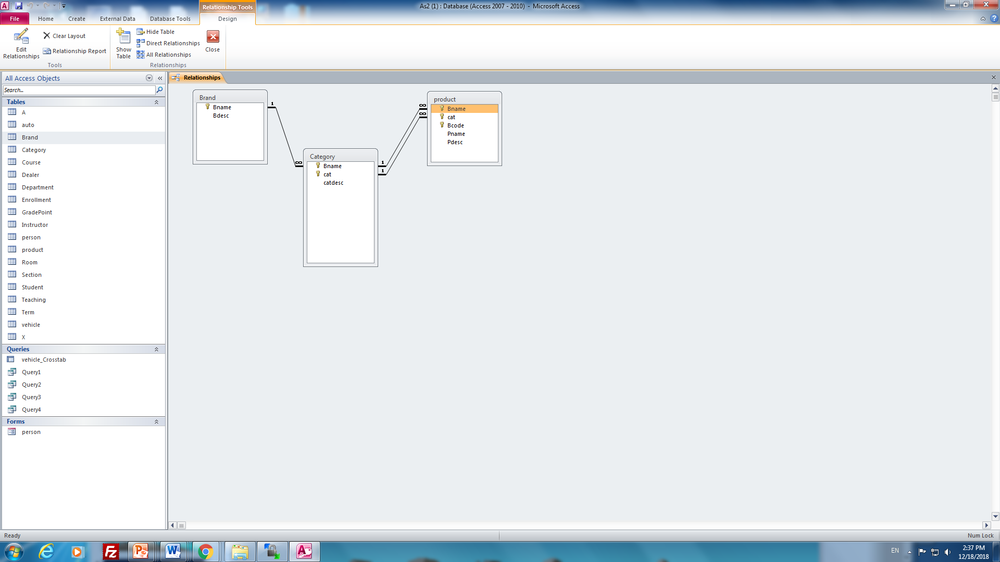 As2 (1) : Database (Access 2007 - 2010) - Microsoft Access
Relationship Tools
File
Home
Create
External Data
Database Tools
Design
Edit Relationships
Clear Layout
Relationship Report
Tools
Show Table
Hide Table
Direct Relationships
All Relationships
Relationships
Close
All Access Objects
Search...
Tables
A
auto
Brand
Category
Course
Dealer
Department
Enrollment
GradePoint
Instructor
person
product
Room
Section
Student
Teaching
Term
vehicle
X
Queries
vehicle_Crosstab
Query1
Query2
Query3
Query4
Forms
person
Relationships
Brand
Bname
Bdesc
1
∞
Category
Bname
cat
catdesc
1
1
∞
∞
product
Bname
cat
Bcode
Pname
Pdesc
Ready
Num Lock
EN
2:37 PM
12/18/2018